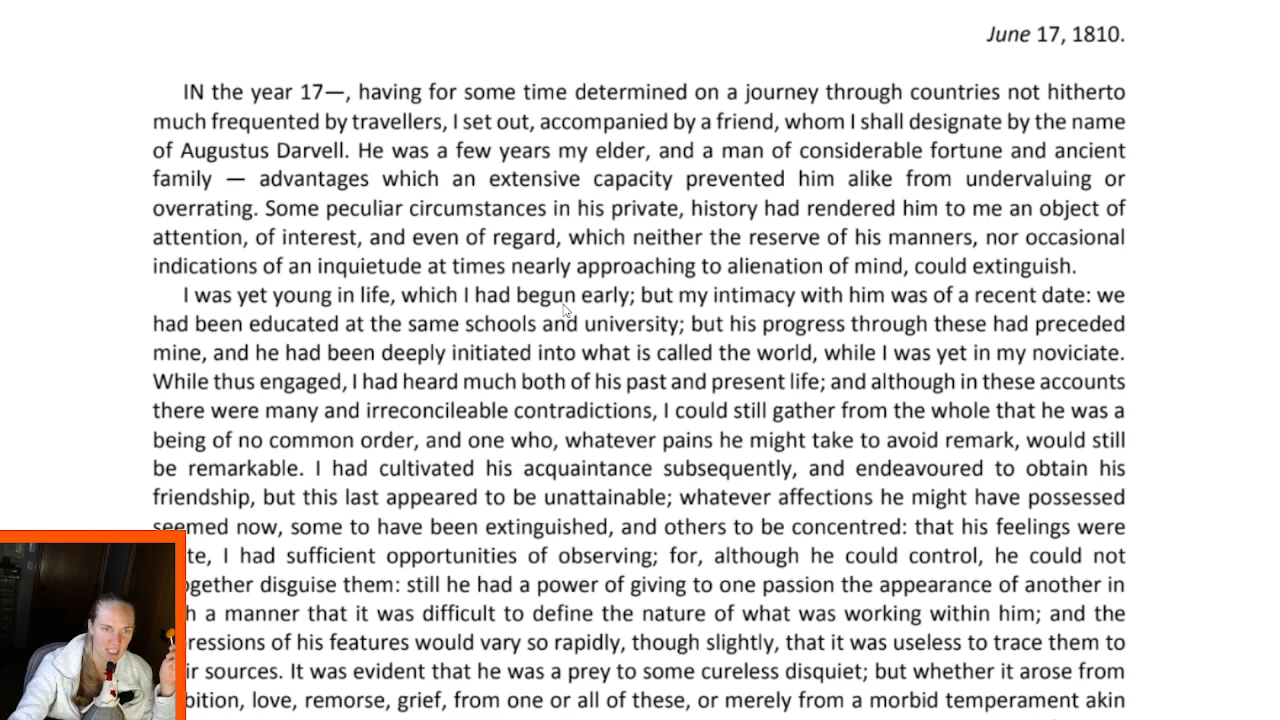 June 17, 1810.
IN the year 17—, having for some time determined on a journey through countries not hitherto
much frequented by travellers, I set out, accompanied by a friend, whom I shall designate by the name
of Augustus Darvell. He was a few years my elder, and a man of considerable fortune and ancient
family — advantages which an extensive capacity prevented him alike from undervaluing or
overrating. Some peculiar circumstances in his private, history had rendered him to me an object of
attention, of interest, and even of regard, which neither the reserve of his manners, nor occasional
indications of an inquietude at times nearly approaching to alienation of mind, could extinguish.
I was yet young in life, which I had begun early; but my intimacy with him was of a recent date: we
had been educated at the same schools and university; but his progress through these had preceded
mine, and he had been deeply initiated into what is called the world, while I was yet in my noviciate.
While thus engaged, I had heard much both of his past and present life; and although in these accounts
there were many and irreconcileable contradictions, I could still gather from the whole that he was a
being of no common order, and one who, whatever pains he might take to avoid remark, would still
be remarkable. I had cultivated his acquaintance subsequently, and endeavoured to obtain his
friendship, but this last appeared to be unattainable; whatever affections he might have possessed
seemed now, some to have been extinguished, and others to be concentred: that his feelings were
I had sufficient opportunities of observing; for, although he could control, he could not
disguise them: still he had a power of giving to one passion the appearance of another in
a manner that it was difficult to define the nature of what was working within him; and the
of his features would vary so rapidly, though slightly, that it was useless to trace them to
sources. It was evident that he was a prey to some cureless disquiet; but whether it arose from
love, remorse, grief, from one or all of these, or merely from a morbid temperament akin